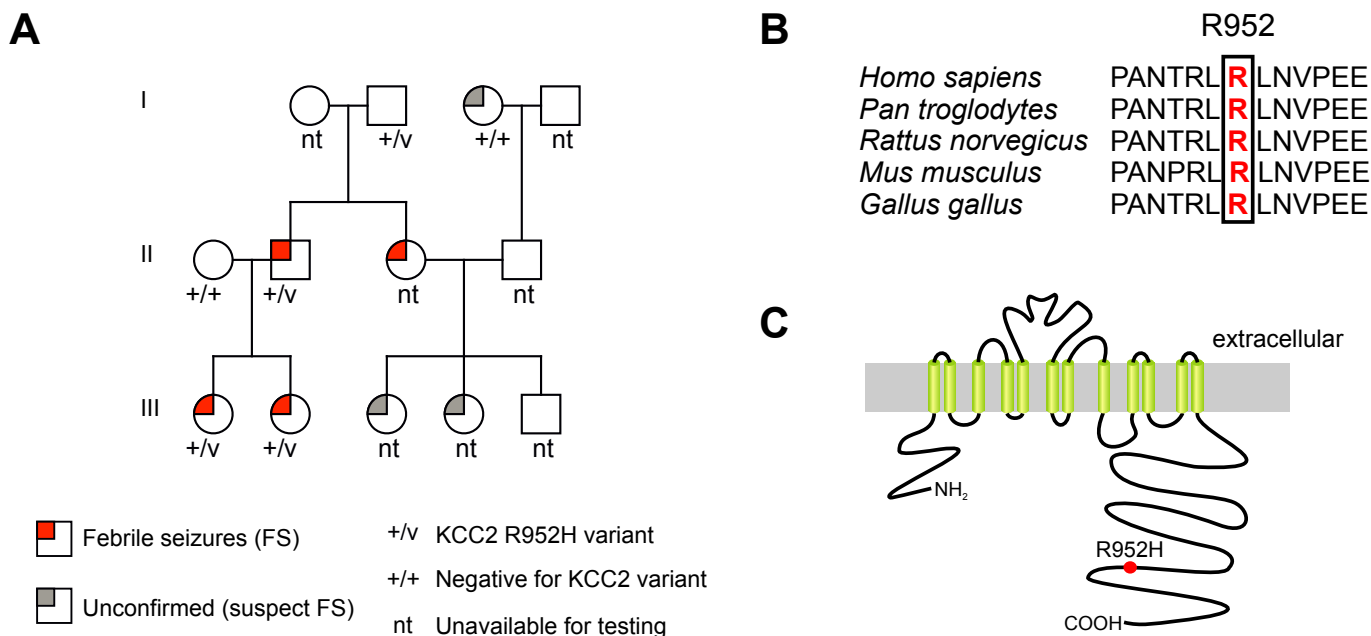 A
I
nt
+/v
+/+
nt
II
+/+
+/v
nt
nt
III
+/v
+/v
nt
nt
nt
Febrile seizures (FS)
Unconfirmed (suspect FS)
+/v KCC2 R952H variant
+/+ Negative for KCC2 variant
nt Unavailable for testing
B
R952
Homo sapiens PANTRLRLNVPEE
Pan troglodytes PANTRLRLNVPEE
Rattus norvegicus PANTRLRLNVPEE
Mus musculus PANPRLRLNVPEE
Gallus gallus PANTRLRLNVPEE
C
extracellular
NH₂
R952H
COOH